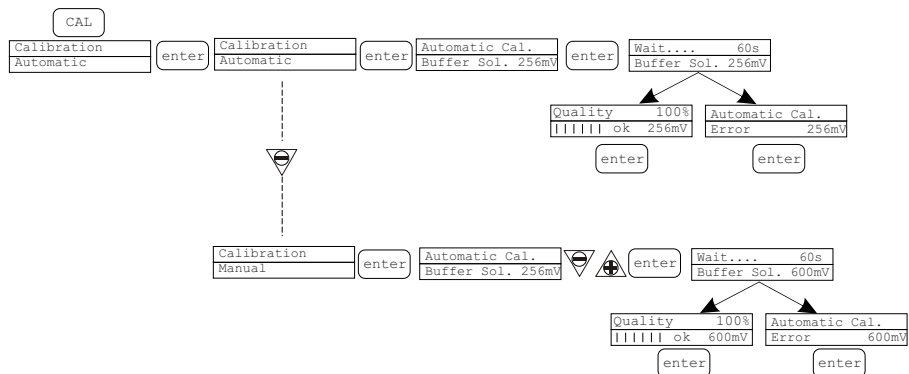 CAL
Calibration
Automatic
enter
Calibration
Automatic
enter
Automatic Cal.
Buffer Sol. 256mV
enter
Wait.... 60s
Buffer Sol. 256mV
Quality 100%
|||||| ok 256mV
enter
Automatic Cal.
Error 256mV
enter
Calibration
Manual
enter
Automatic Cal.
Buffer Sol. 256mV
enter
Wait.... 60s
Buffer Sol. 600mV
Quality 100%
|||||| ok 600mV
enter
Automatic Cal.
Error 600mV
enter